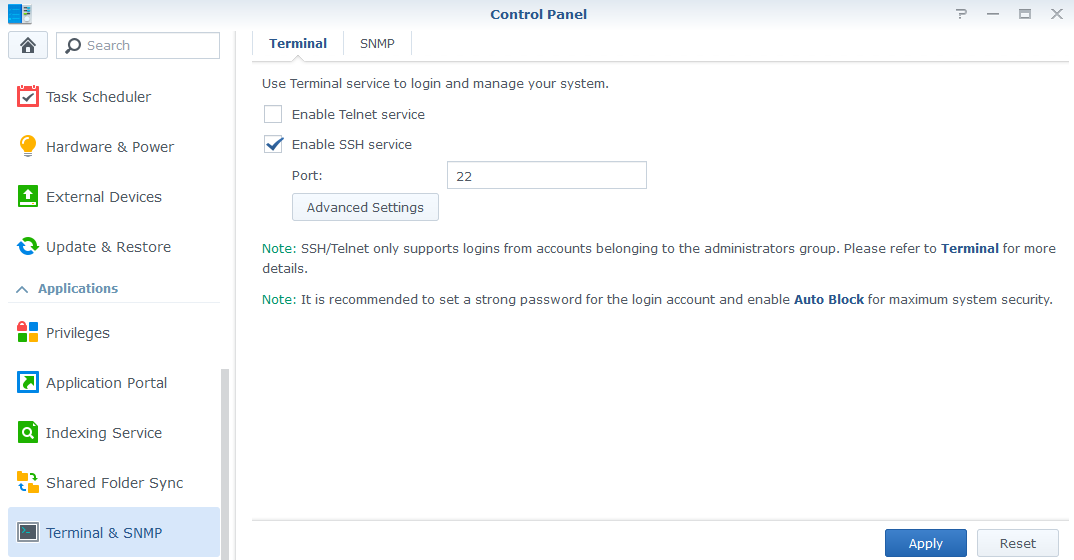 Control Panel
Search
Task Scheduler
Hardware & Power
External Devices
Update & Restore
Applications
Privileges
Application Portal
Indexing Service
Shared Folder Sync
Terminal & SNMP
Terminal
SNMP
Use Terminal service to login and manage your system.
Enable Telnet service
Enable SSH service
Port:
22
Advanced Settings
Note: SSH/Telnet only supports logins from accounts belonging to the administrators group. Please refer to Terminal for more
details.
Note: It is recommended to set a strong password for the login account and enable Auto Block for maximum system security.
Apply
Reset